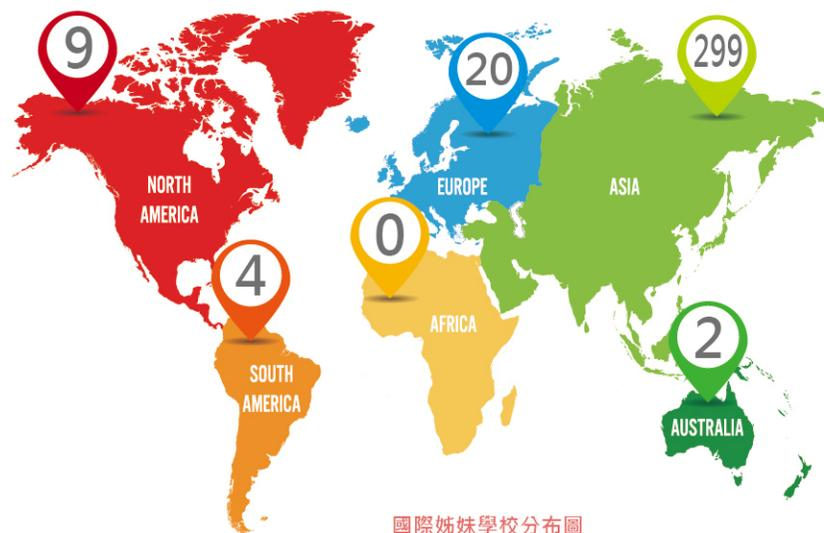 9
20
299
NORTH
AMERICA
EUROPE
ASIA
0
4
AFRICA
2
SOUTH
AMERICA
AUSTRALIA
國際姊妹學校分布圖